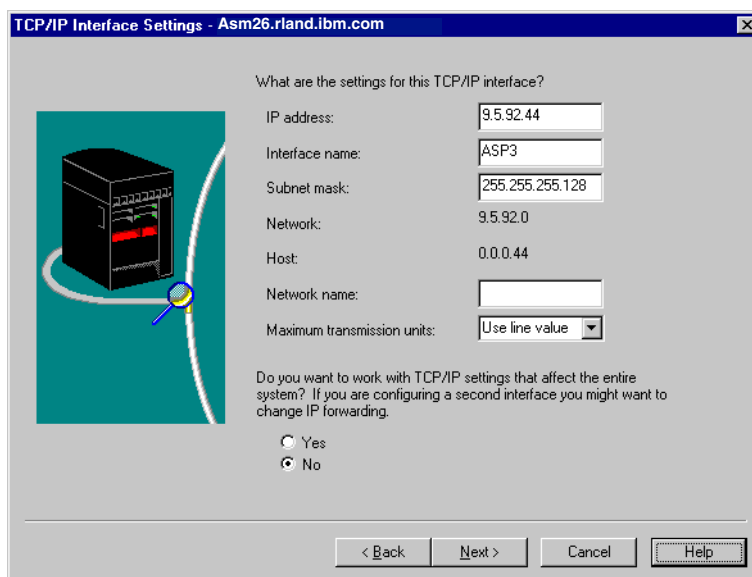 TCP/IP Interface Settings - Asm26.rland.ibm.com
What are the settings for this TCP/IP interface?
IP address: 9.5.92.44
Interface name: ASP3
Subnet mask: 255.255.255.128
Network: 9.5.92.0
Host: 0.0.0.44
Network name:
Maximum transmission units: Use line value
Do you want to work with TCP/IP settings that affect the entire
system? If you are configuring a second interface you might want to
change IP forwarding.
Yes
No
< Back Next > Cancel Help